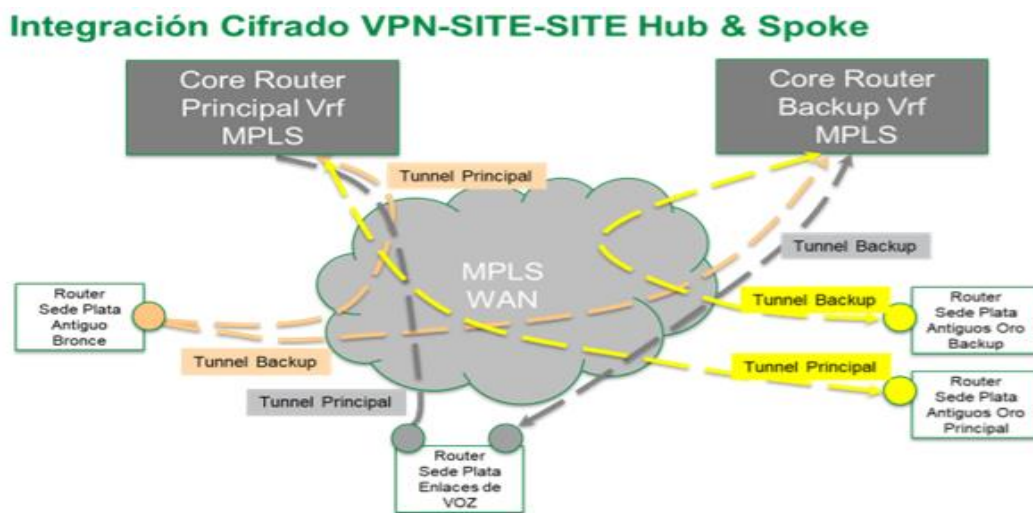 Integración Cifrado VPN-SITE-SITE Hub & Spoke
Core Router
Principal Vrf
MPLS
Core Router
Backup Vrf
MPLS
Tunnel Principal
Tunnel Backup
MPLS
WAN
Router
Sede Plata
Antiguo
Bronce
Tunnel Backup
Router
Sede Plata
Antiguos Oro
Backup
Tunnel Backup
Tunnel Principal
Tunnel Principal
Router
Sede Plata
Antiguos Oro
Principal
Router
Sede Plata
Enlaces de
VOZ